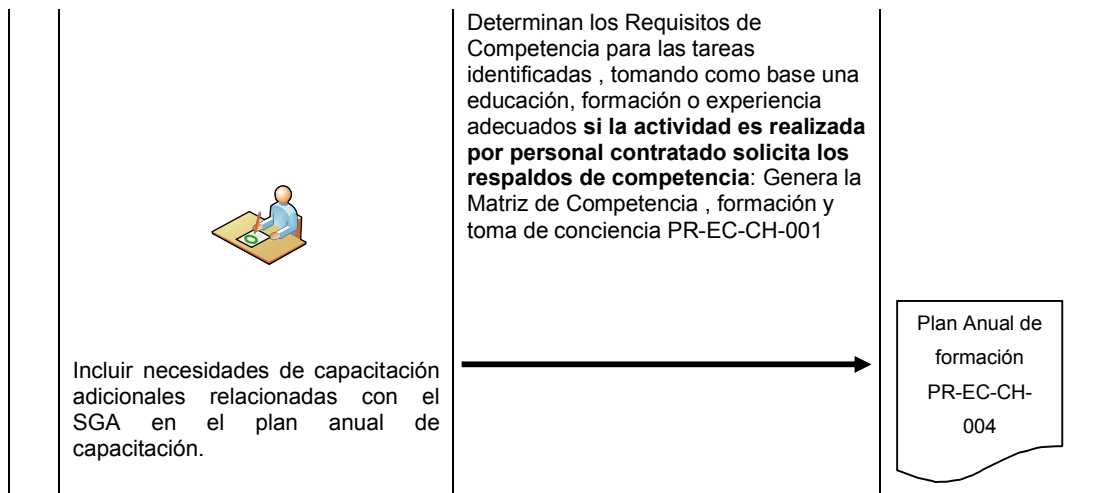 Determinan los Requisitos de
Competencia para las tareas
identificadas , tomando como base una
educación, formación o experiencia
adecuados si la actividad es realizada
por personal contratado solicita los
respaldos de competencia: Genera la
Matriz de Competencia , formación y
toma de conciencia PR-EC-CH-001
Incluir necesidades de capacitación
adicionales relacionadas con el
SGA en el plan anual de
capacitación.
Plan Anual de
formación
PR-EC-CH-
004